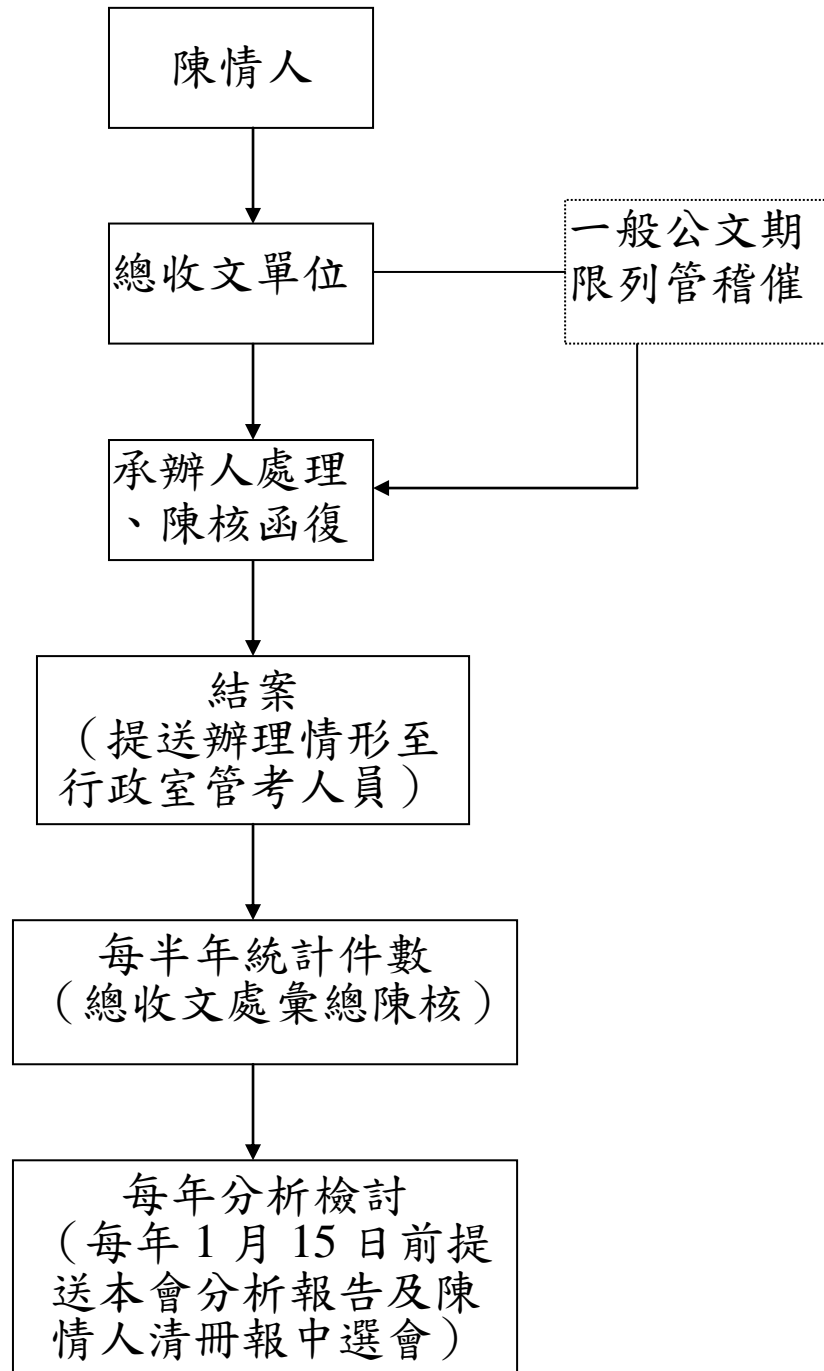 陳情人
總收文單位
一般公文期
限列管稽催
承辦人處理
、陳核函復
結案
（提送辦理情形至
行政室管考人員）
每半年統計件數
（總收文處彙總陳核）
每年分析檢討
（每年 1 月 15 日前提
送本會分析報告及陳
情人清冊報中選會）